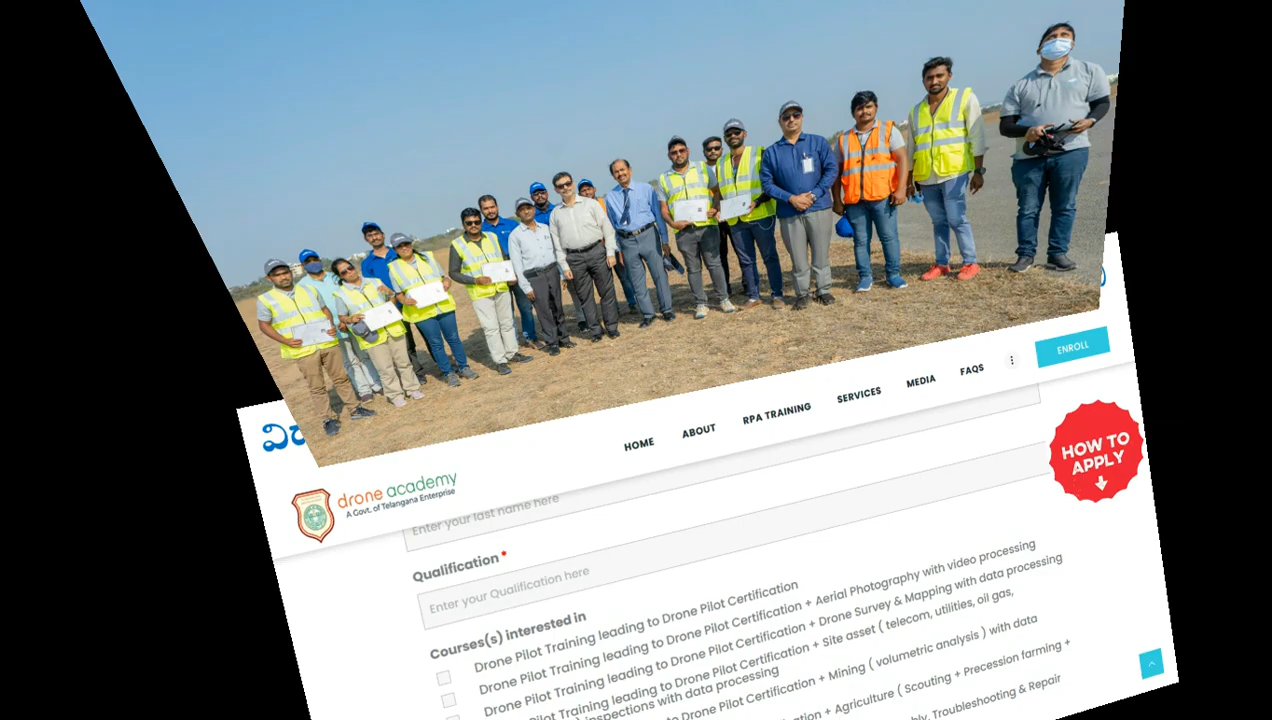 HOME ABOUT RPA TRAINING SERVICES MEDIA FAQS ENROLL
drone academy
A Govt. of Telangana Enterprise
HOW TO
APPLY
Enter your last name here
Qualification *
Enter your Qualification here
Courses(s) interested in
Drone Pilot Training leading to Drone Pilot Certification
Drone Pilot Training leading to Drone Pilot Certification + Aerial Photography with video processing
Drone Pilot Training leading to Drone Pilot Certification + Drone Survey & Mapping with data processing
Pilot Training leading to Drone Pilot Certification + Site asset ( telecom, utilities, oil gas,
inspections with data processing
Drone Pilot Certification + Mining ( volumetric analysis ) with data
+ Agriculture ( Scouting + Precession farming +
Troubleshooting & Repair